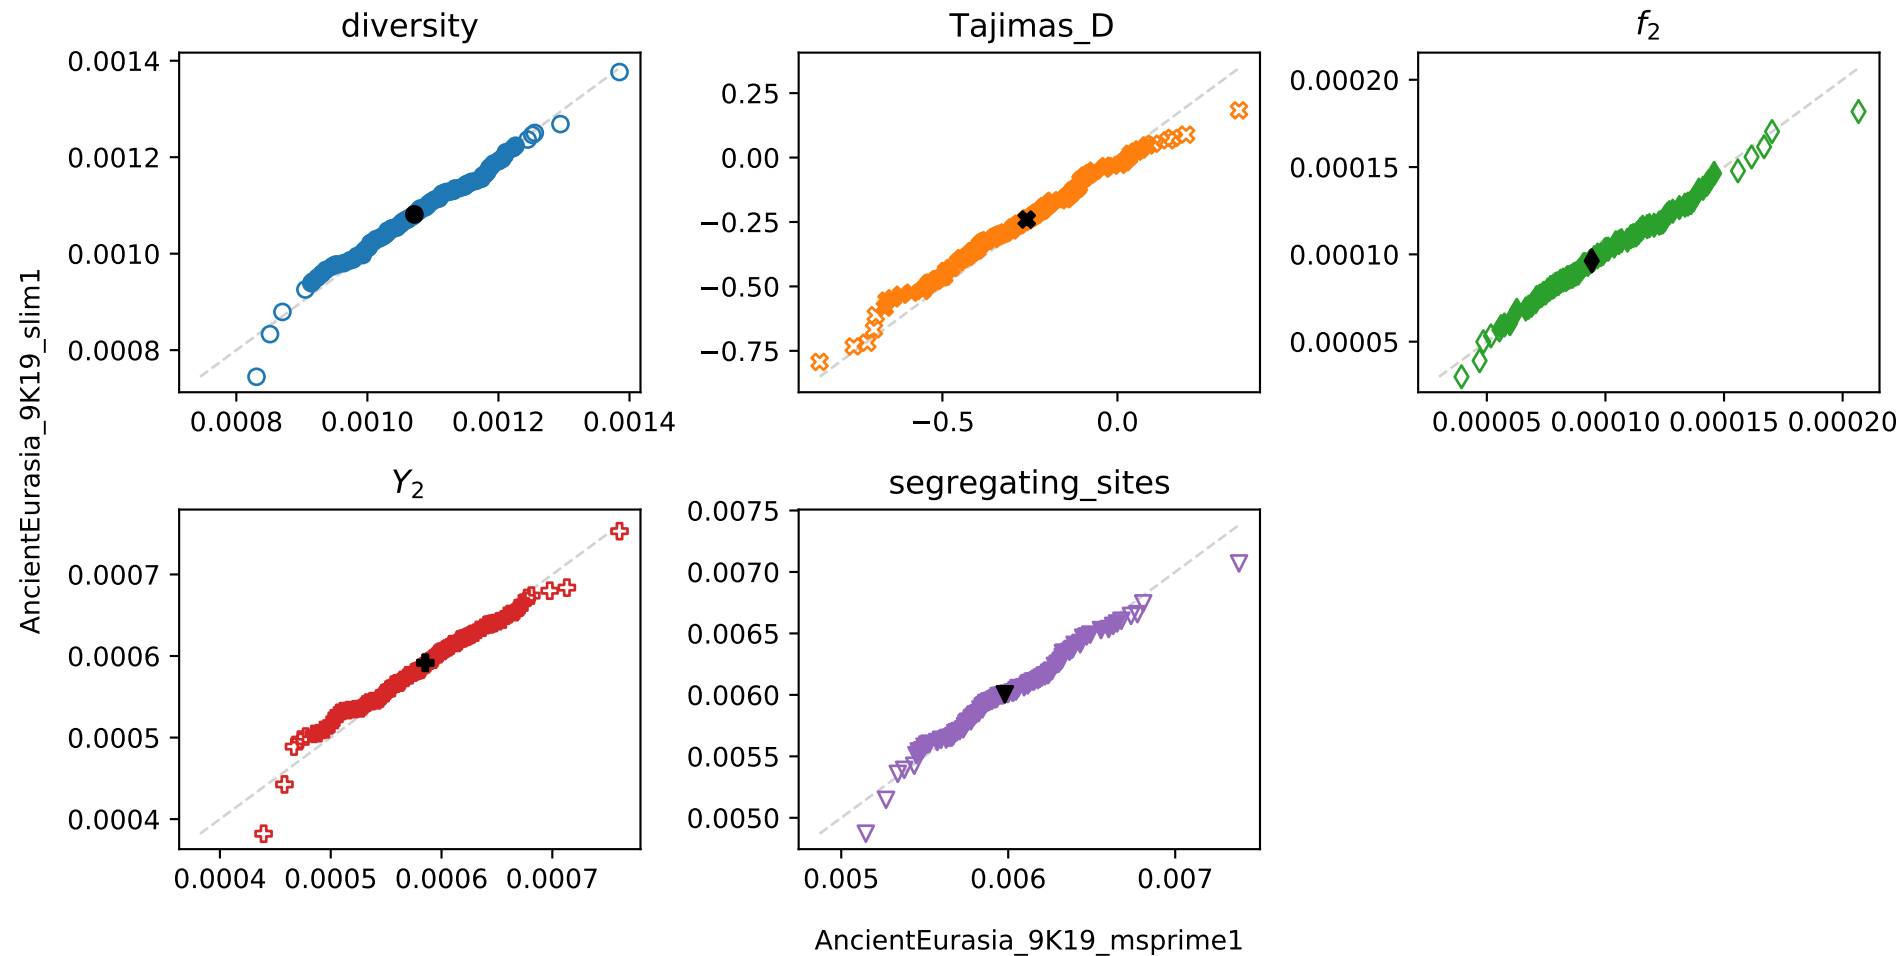 diversity
Tajimas_D
f2
0.0014
0.0012
0.0010
0.0008
0.0008 0.0010 0.0012 0.0014
0.25
0.00
−0.25
−0.50
−0.75
−0.5 0.0
0.00020
0.00015
0.00010
0.00005
0.00005 0.00010 0.00015 0.00020
AncientEurasia_9K19_slim1
Y2
segregating_sites
0.0007
0.0006
0.0005
0.0004
0.0004 0.0005 0.0006 0.0007
0.0075
0.0070
0.0065
0.0060
0.0055
0.0050
0.005 0.006 0.007
AncientEurasia_9K19_msprime1